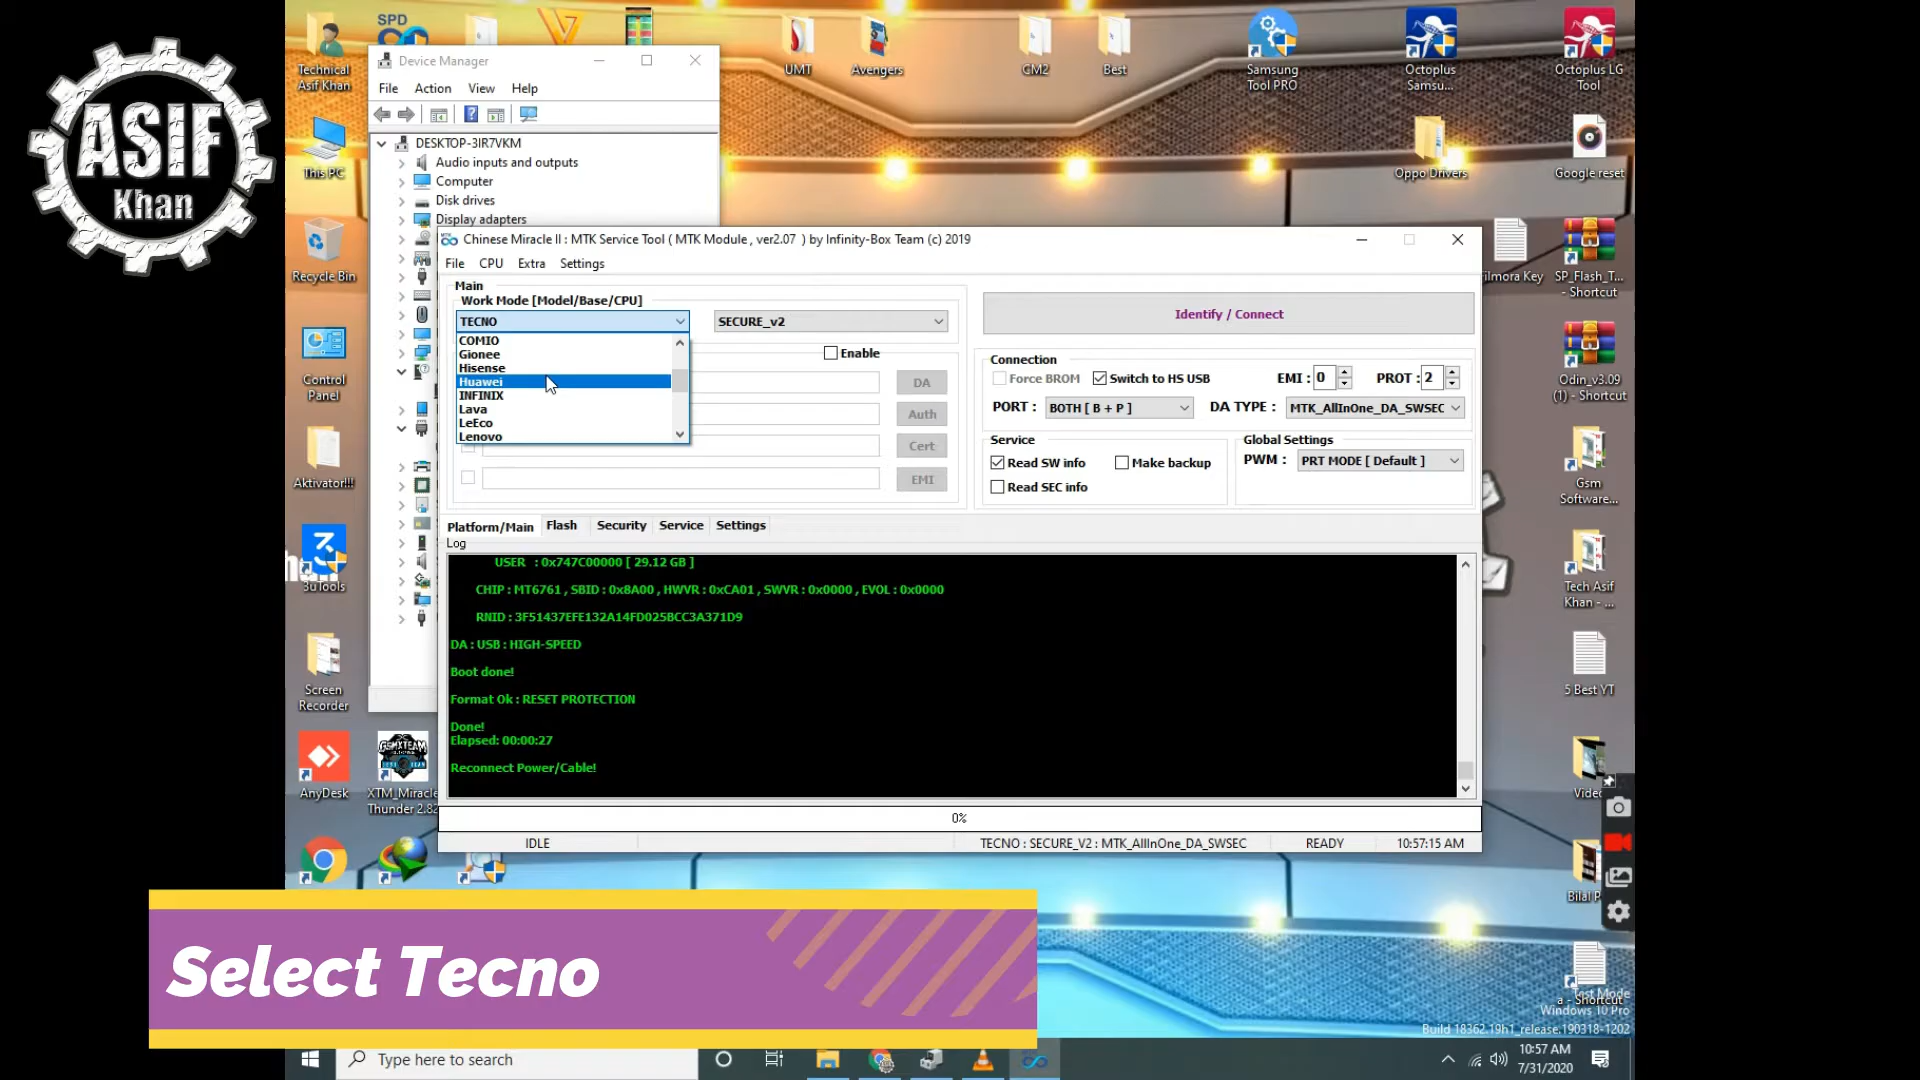 ASIF
Khan
Technical
Asif Khan
SPD
UMT
Avengers
CM2
Best
Samsung
Tool PRO
Octoplus
Samsu...
Octoplus LG
Tool
This PC
Oppo Drivers
Google reset
Recycle Bin
ilmora Key
SP_Flash_T...
- Shortcut
Control
Panel
Odin_v3.09
(1) - Shortcut
Aktivator!!!
Gsm
Software...
3uTools
Tech Asif
Khan - ...
Screen
Recorder
5 Best YT
AnyDesk
XTM_Miracle
Thunder 2.82
Device Manager
File Action View Help
DESKTOP-3IR7VKM
Audio inputs and outputs
Computer
Disk drives
Display adapters
Chinese Miracle II : MTK Service Tool ( MTK Module , ver2.07 ) by Infinity-Box Team (c) 2019
File CPU Extra Settings
Main
Work Mode [Model/Base/CPU]
TECNO
SECURE_v2
Identify / Connect
COMIO
Gionee
Hisense
Huawei
INFINIX
Lava
LeEco
Lenovo
Enable
DA
Auth
Cert
EMI
Connection
Force BROM Switch to HS USB EMI : 0 PROT : 2
PORT : BOTH [ B + P ] DA TYPE : MTK_AllInOne_DA_SWSEC
Service
Read SW info Make backup
Read SEC info
Global Settings
PWM : PRT MODE [ Default ]
Platform/Main Flash Security Service Settings
Log
USER : 0x747C00000 [ 29.12 GB ]
CHIP : MT6761 , SBID : 0x8A00 , HWVR : 0xCA01 , SWVR : 0x0000 , EVOL : 0x0000
RNID : 3F51437EFE132A14FD025BCC3A371D9
DA : USB : HIGH-SPEED
Boot done!
Format Ok : RESET PROTECTION
Done!
Elapsed: 00:00:27
Reconnect Power/Cable!
0%
IDLE TECNO : SECURE_V2 : MTK_AllInOne_DA_SWSEC READY 10:57:15 AM
Select Tecno
a - Shortcut
Test Mode
Windows 10 Pro
Build 18362.19h1_release.190318-1202
Type here to search
10:57 AM
7/31/2020